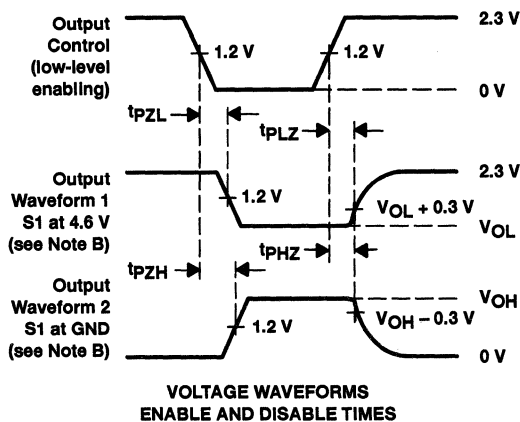 Output
Control
(low-level
enabling)
1.2 V
1.2 V
2.3 V
0 V
tPZL
tPLZ
Output
Waveform 1
S1 at 4.6 V
(see Note B)
1.2 V
2.3 V
VOL + 0.3 V
VOL
tPZH
tPHZ
Output
Waveform 2
S1 at GND
(see Note B)
1.2 V
VOH
VOH – 0.3 V
0 V
VOLTAGE WAVEFORMS
ENABLE AND DISABLE TIMES